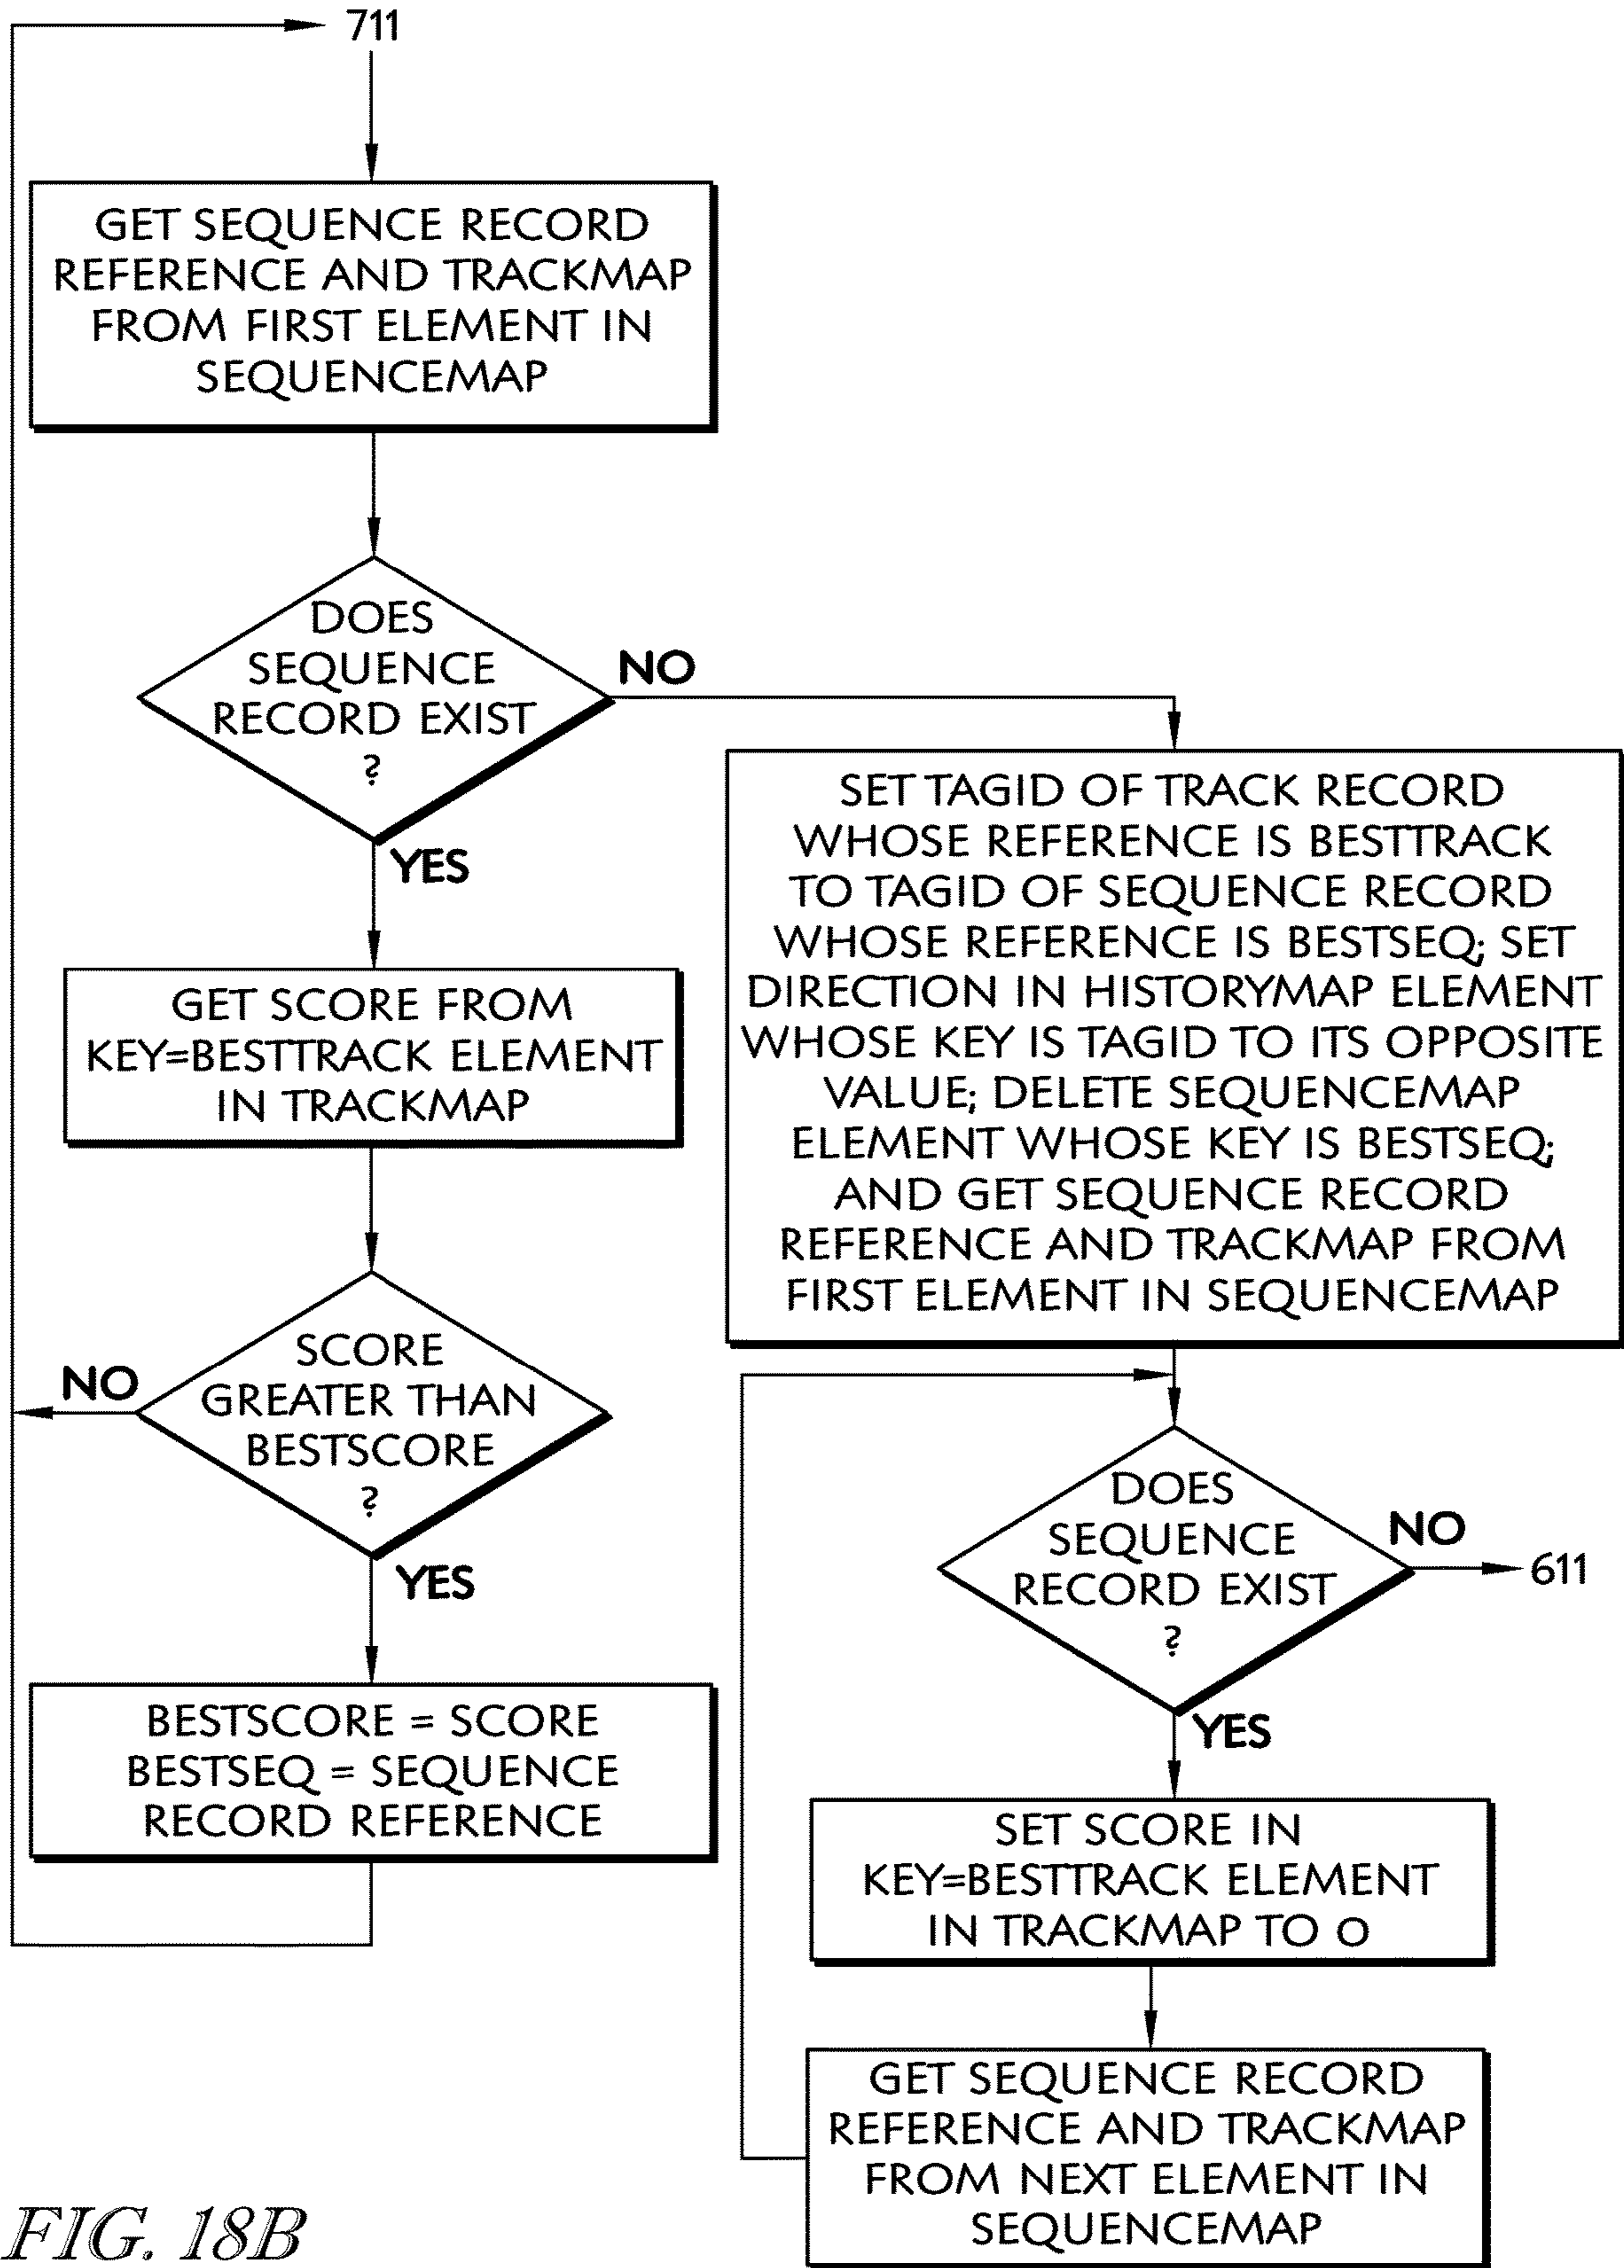 711
GET SEQUENCE RECORD
REFERENCE AND TRACKMAP
FROM FIRST ELEMENT IN
SEQUENCEMAP
DOES
SEQUENCE
RECORD EXIST
?
NO
YES
GET SCORE FROM
KEY=BESTTRACK ELEMENT
IN TRACKMAP
SCORE
GREATER THAN
BESTSCORE
?
NO
YES
BESTSCORE = SCORE
BESTSEQ = SEQUENCE
RECORD REFERENCE
SET TAGID OF TRACK RECORD
WHOSE REFERENCE IS BESTTRACK
TO TAGID OF SEQUENCE RECORD
WHOSE REFERENCE IS BESTSEQ; SET
DIRECTION IN HISTORYMAP ELEMENT
WHOSE KEY IS TAGID TO ITS OPPOSITE
VALUE; DELETE SEQUENCEMAP
ELEMENT WHOSE KEY IS BESTSEQ;
AND GET SEQUENCE RECORD
REFERENCE AND TRACKMAP FROM
FIRST ELEMENT IN SEQUENCEMAP
DOES
SEQUENCE
RECORD EXIST
?
NO
611
YES
SET SCORE IN
KEY=BESTTRACK ELEMENT
IN TRACKMAP TO 0
GET SEQUENCE RECORD
REFERENCE AND TRACKMAP
FROM NEXT ELEMENT IN
SEQUENCEMAP
FIG. 18B